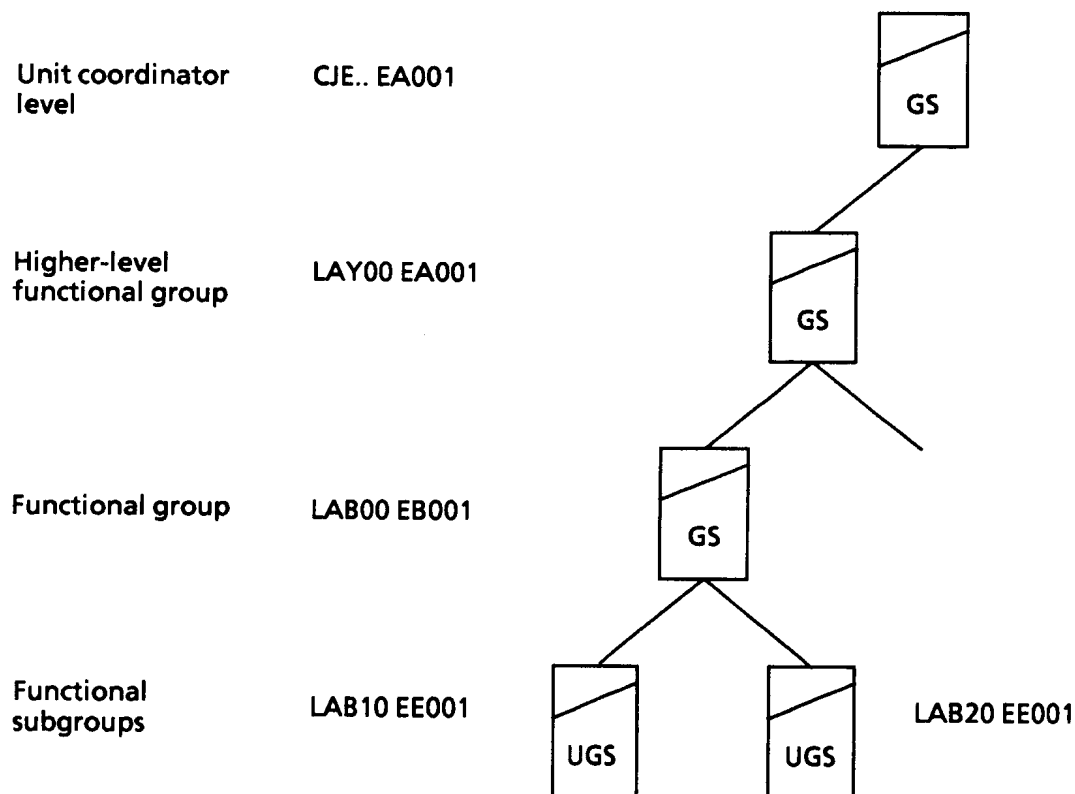 Unit coordinator
level
CJE.. EA001
GS
Higher-level
functional group
LAY00 EA001
GS
Functional group
LAB00 EB001
GS
Functional
subgroups
LAB10 EE001
UGS
UGS
LAB20 EE001